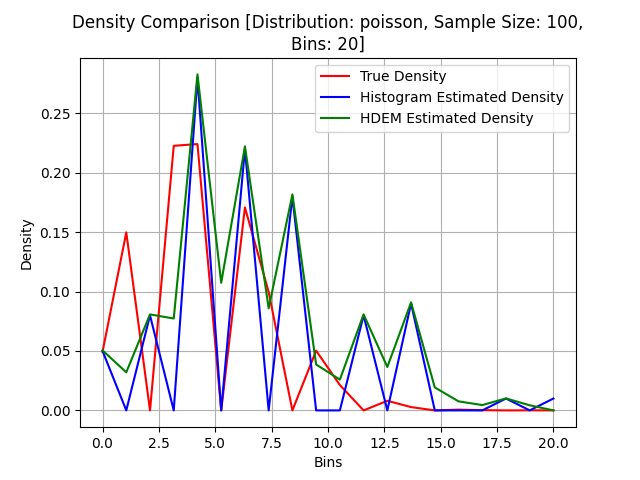 Density Comparison [Distribution: poisson, Sample Size: 100,
Bins: 20]
True Density
Histogram Estimated Density
HDEM Estimated Density
Density
0.25
0.20
0.15
0.10
0.05
0.00
0.0 2.5 5.0 7.5 10.0 12.5 15.0 17.5 20.0
Bins